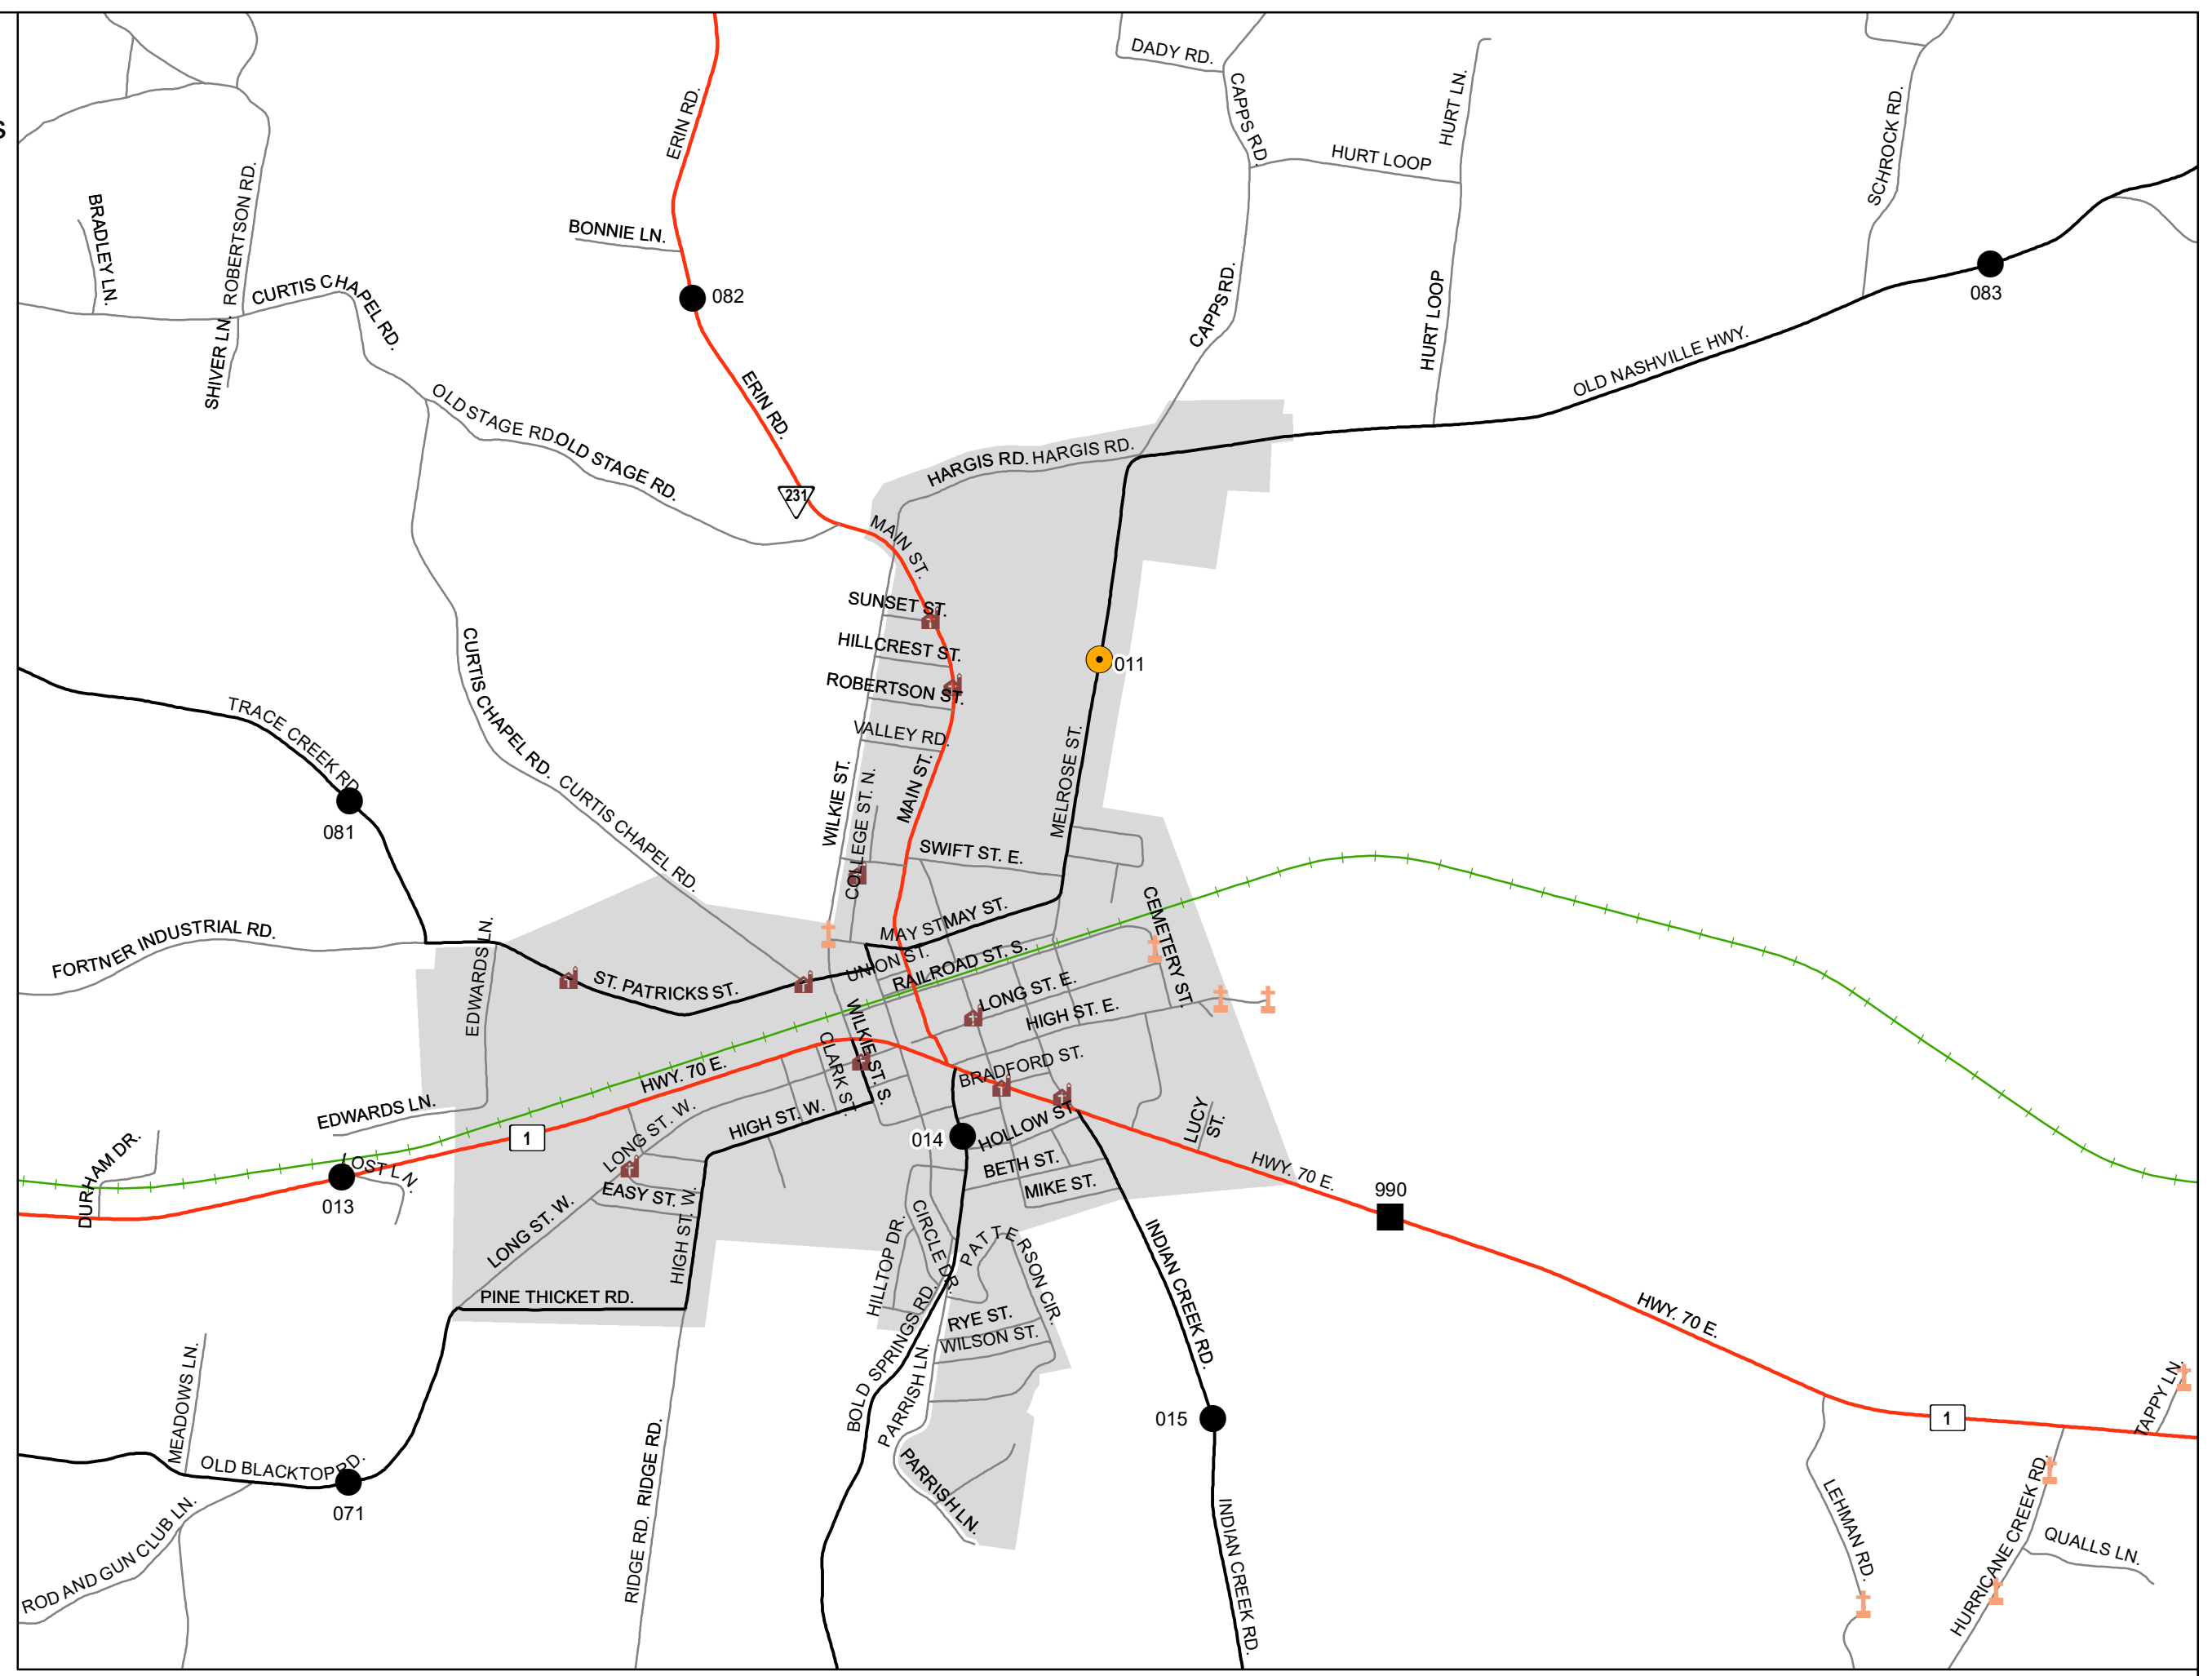 DADY RD.
CAPPS RD.
HURT LN.
ERIN RD.
SCHROCK RD.
S
HURT LOOP
ROBERTSON RD.
BRADLEY LN.
BONNIE LN.
CURTIS CHAPEL RD.
082
083
CAPPS RD.
HURT LOOP
SHIVER LN.
OLD NASHVILLE HWY.
ERIN RD.
OLD STAGE RD.
OLD STAGE RD.
HARGIS RD.
HARGIS RD.
231
MAIN ST.
SUNSET ST.
HILLCREST ST.
011
ROBERTSON ST.
CURTIS CHAPEL RD.
TRACE CREEK RD.
VALLEY RD.
MELROSE ST.
WILKIE ST.
MAIN ST.
COLLEGE ST. N.
081
CURTIS CHAPEL RD.
SWIFT ST. E.
CEMETERY ST.
FORTNER INDUSTRIAL RD.
EDWARDS LN.
EDWARDS LN.
MAY ST.
MAY ST.
UNION ST.
RAILROAD ST. S.
ST. PATRICKS ST.
LONG ST. E.
HIGH ST. E.
WILKIE ST. S.
CLARK ST.
HWY. 70 E.
BRADFORD ST.
EDWARDS LN.
1
LONG ST. W.
HIGH ST. W.
014
HOLLOW ST.
LUCY ST.
DURHAM DR.
LOST LN.
BETH ST.
HWY. 70 E.
013
EASY ST.
MIKE ST.
990
LONG ST. W.
HIGH ST. W.
HILLTOP DR.
CIRCLE DR.
PATTERSON CIR.
INDIAN CREEK RD.
PINE THICKET RD.
RYE ST.
HWY. 70 E.
WILSON ST.
BOLD SPRINGS RD.
PARRISH LN.
MEADOWS LN.
015
1
TAPPY LN.
OLD BLACKTOP RD.
RIDGE RD.
PARRISH LN.
071
ROD AND GUN CLUB LN.
RIDGE RD.
INDIAN CREEK RD.
LEHMAN RD.
HURRICANE CREEK RD.
QUALLS LN.